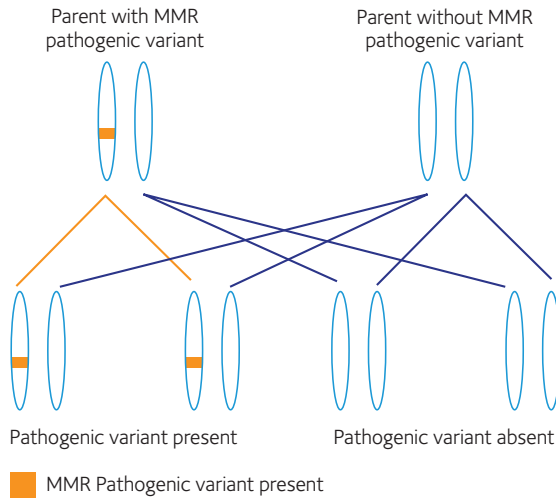 Parent with MMR
pathogenic variant
Parent without MMR
pathogenic variant
Pathogenic variant present
Pathogenic variant absent
MMR Pathogenic variant present